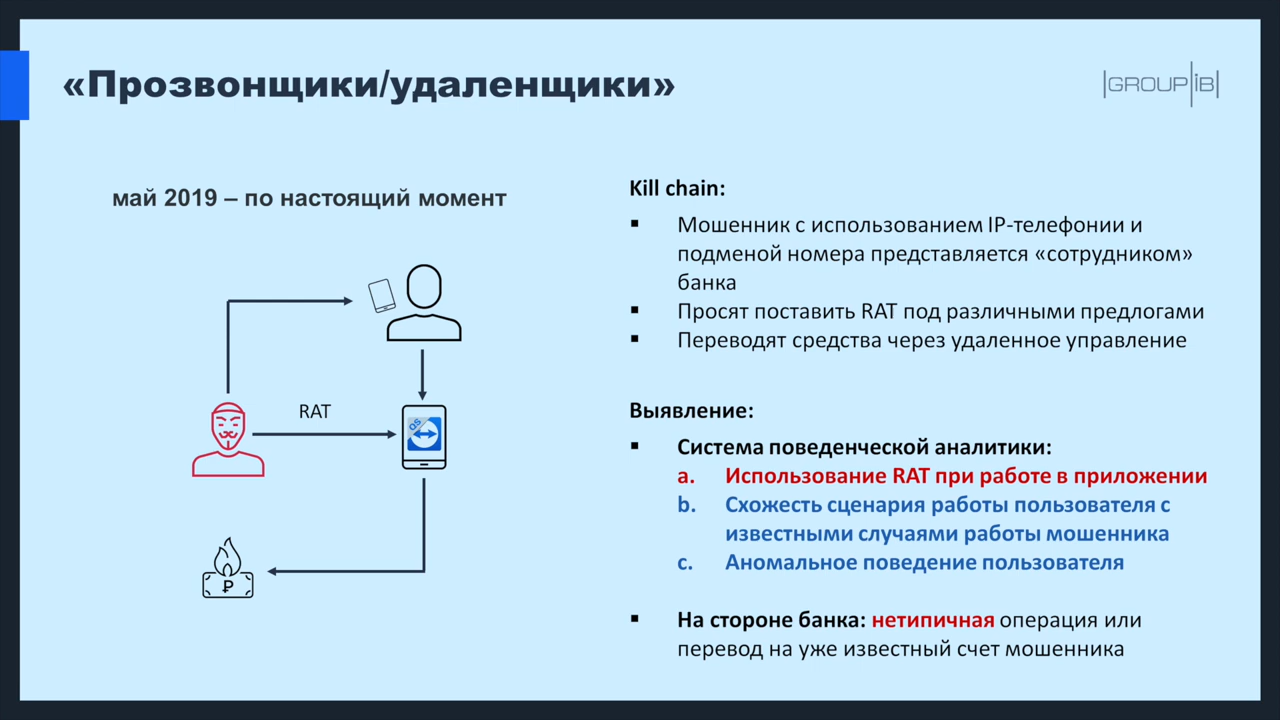 «Прозвонщики/удаленщики»
GROUP|iB
май 2019 – по настоящий момент
RAT
QS
₽
Kill chain:
▪ Мошенник с использованием IP-телефонии и
подменой номера представляется «сотрудником»
банка
▪ Просят поставить RAT под различными предлогами
▪ Переводят средства через удаленное управление
Выявление:
▪ Система поведенческой аналитики:
a. Использование RAT при работе в приложении
b. Схожесть сценария работы пользователя с
известными случаями работы мошенника
c. Аномальное поведение пользователя
▪ На стороне банка: нетипичная операция или
перевод на уже известный счет мошенника